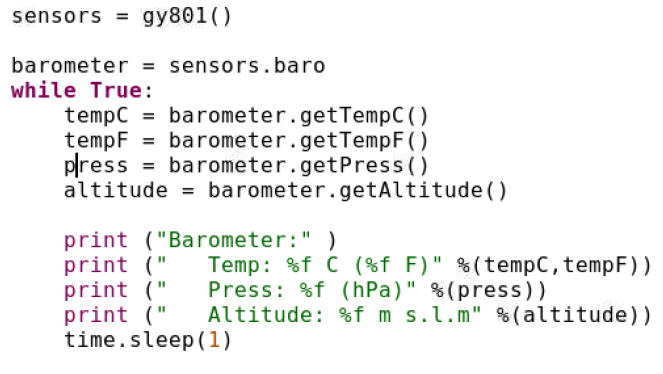 sensors = gy801()
barometer = sensors.baro
while True:
    tempC = barometer.getTempC()
    tempF = barometer.getTempF()
    press = barometer.getPress()
    altitude = barometer.getAltitude()
    print ("Barometer:" )
    print ("   Temp: %f C (%f F)" %(tempC,tempF))
    print ("   Press: %f (hPa)" %(press))
    print ("   Altitude: %f m s.l.m" %(altitude))
    time.sleep(1)